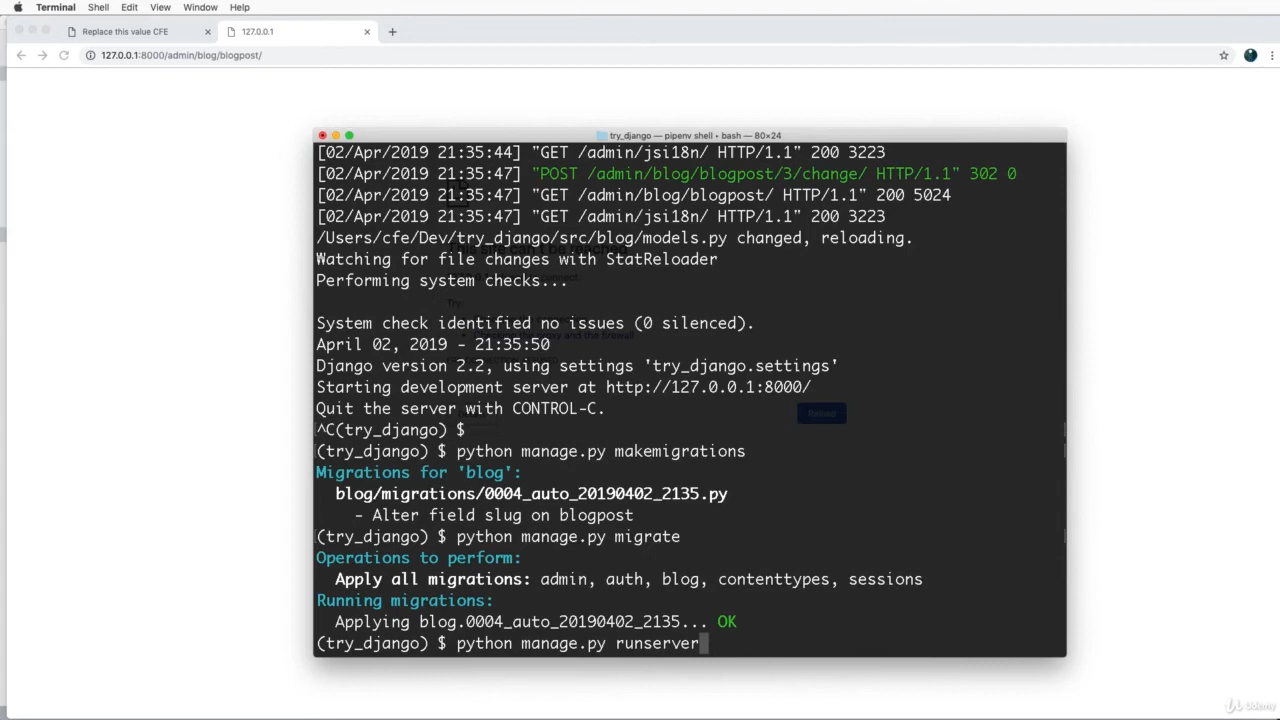 Terminal Shell Edit View Window Help
Replace this value CFE
127.0.0.1
127.0.0.1:8000/admin/blog/blogpost/
try_django — pipenv shell • bash — 80×24
[02/Apr/2019 21:35:44] "GET /admin/jsi18n/ HTTP/1.1" 200 3223
[02/Apr/2019 21:35:47] "POST /admin/blog/blogpost/3/change/ HTTP/1.1" 302 0
[02/Apr/2019 21:35:47] "GET /admin/blog/blogpost/ HTTP/1.1" 200 5024
[02/Apr/2019 21:35:47] "GET /admin/jsi18n/ HTTP/1.1" 200 3223
/Users/cfe/Dev/try_django/src/blog/models.py changed, reloading.
Watching for file changes with StatReloader
Performing system checks...
Try:
System check identified no issues (0 silenced).
April 02, 2019 - 21:35:50
Django version 2.2, using settings 'try_django.settings'
Starting development server at http://127.0.0.1:8000/
Quit the server with CONTROL-C.
Reload
^C(try_django) $
(try_django) $ python manage.py makemigrations
Migrations for 'blog':
blog/migrations/0004_auto_20190402_2135.py
- Alter field slug on blogpost
(try_django) $ python manage.py migrate
Operations to perform:
Apply all migrations: admin, auth, blog, contenttypes, sessions
Running migrations:
Applying blog.0004_auto_20190402_2135... OK
(try_django) $ python manage.py runserver
Udemy